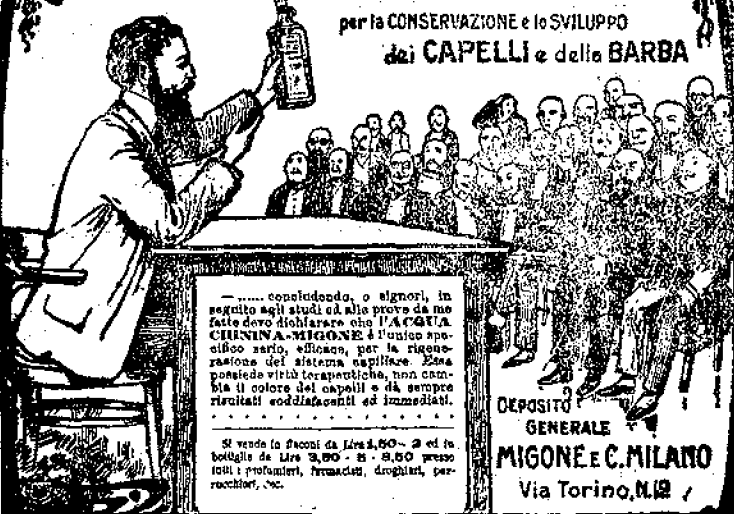 per la CONSERVAZIONE e lo SVILUPPO
dei CAPELLI e della BARBA
— ...... concludendo, o signori, in
seguito agli studi ed alle prove da me
fatte devo dichiarare che l'ACQUA
CHININA-MIGONE è l'unico spe-
cifico serio, efficace, per la rigene-
razione del sistema capillare. Essa
possiede virtù terapeutiche, non cam-
bia il colore dei capelli e dà sempre
risultati soddisfacenti ed immediati.
Si vende in flaconi da Lire 1,50 - 2 ed in
bottiglie da Lire 3,50 - 5 - 8,50 presso
tutti i profumieri, farmacisti, droghieri, par-
rucchieri, ecc.
DEPOSITO
GENERALE
MIGONE e C. MILANO
Via Torino, N. 12